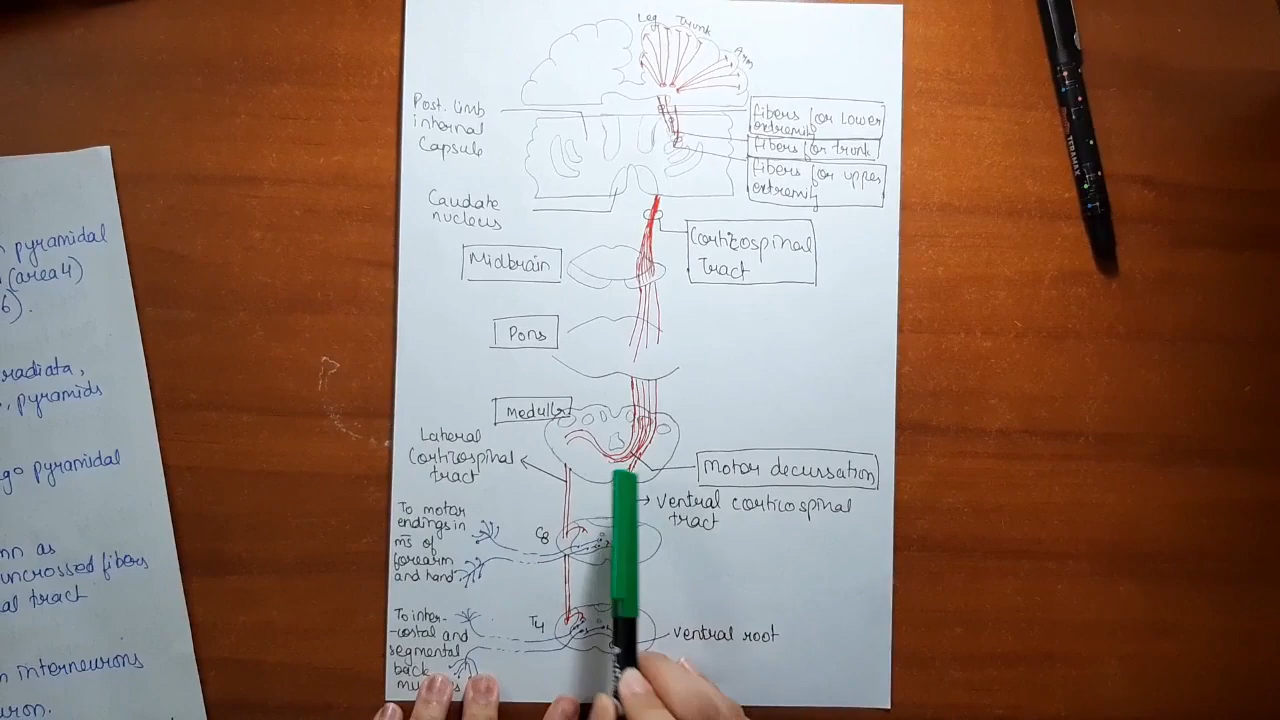 Leg
Trunk
Arm
Post. limb
internal
Capsule
fibers for Lower
extremity
fibers for trunk
fibers for upper
extremity
Caudate
nucleus
Corticospinal
Tract
Midbrain
Pons
Medulla
Lateral
Corticospinal
tract
Motor decussation
Ventral corticospinal
tract
To motor
endings in
ms of
forearm
and hand
C8
To inter-
-costal and
segmental
back
T4
ventral root
pyramidal
(area 4)
6).
radiata,
pyramids
go pyramidal
as
uncrossed fibers
tract
interneurons
TERAMAX